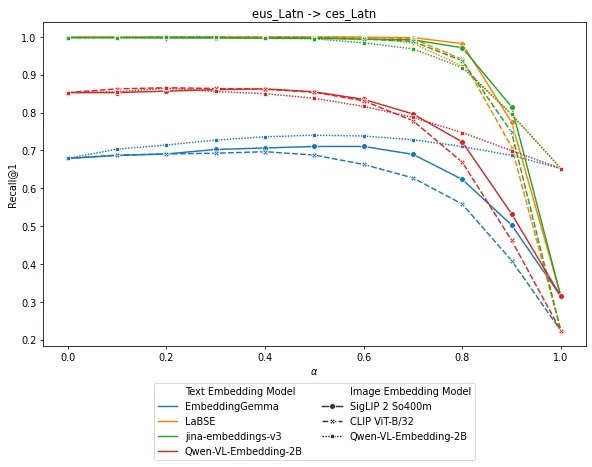 eus_Latn -> ces_Latn
1.0
0.9
0.8
0.7
0.6
0.5
0.4
0.3
0.2
Recall@1
0.0 0.2 0.4 0.6 0.8 1.0
α
Text Embedding Model Image Embedding Model
EmbeddingGemma SigLIP 2 So400m
LaBSE CLIP ViT-B/32
jina-embeddings-v3 Qwen-VL-Embedding-2B
Qwen-VL-Embedding-2B